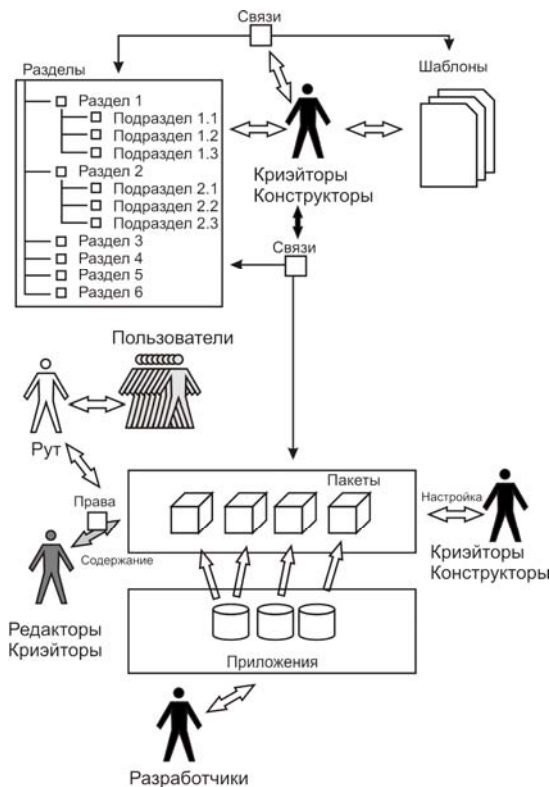 Связи
Разделы
Шаблоны
Раздел 1
Подраздел 1.1
Подраздел 1.2
Подраздел 1.3
Раздел 2
Подраздел 2.1
Подраздел 2.2
Подраздел 2.3
Раздел 3
Раздел 4
Раздел 5
Раздел 6
Криэйторы
Конструкторы
Связи
Пользователи
Рут
Права
Содержание
Редакторы
Криэйторы
Пакеты
Настройка
Криэйторы
Конструкторы
Приложения
Разработчики